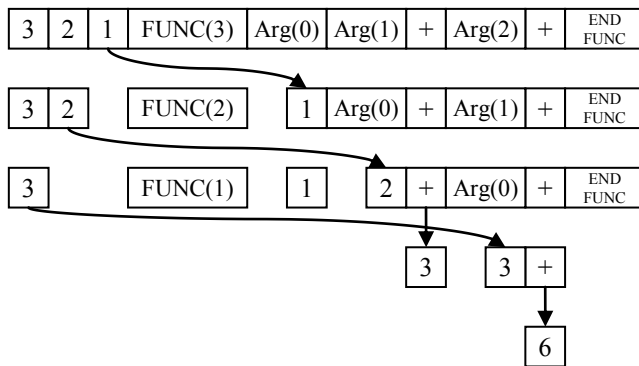 3 2 1 FUNC(3) Arg(0) Arg(1) + Arg(2) + END FUNC
3 2 FUNC(2) 1 Arg(0) + Arg(1) + END FUNC
3 FUNC(1) 1 2 + Arg(0) + END FUNC
3 3 +
6